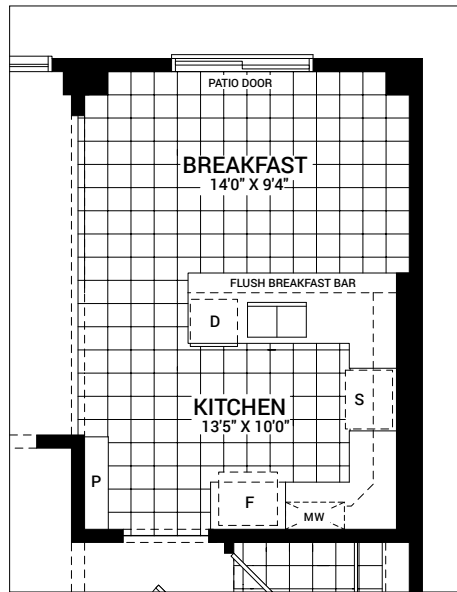 PATIO DOOR
BREAKFAST
14'0" X 9'4"
FLUSH BREAKFAST BAR
D
KITCHEN
13'5" X 10'0"
S
P
F
MW